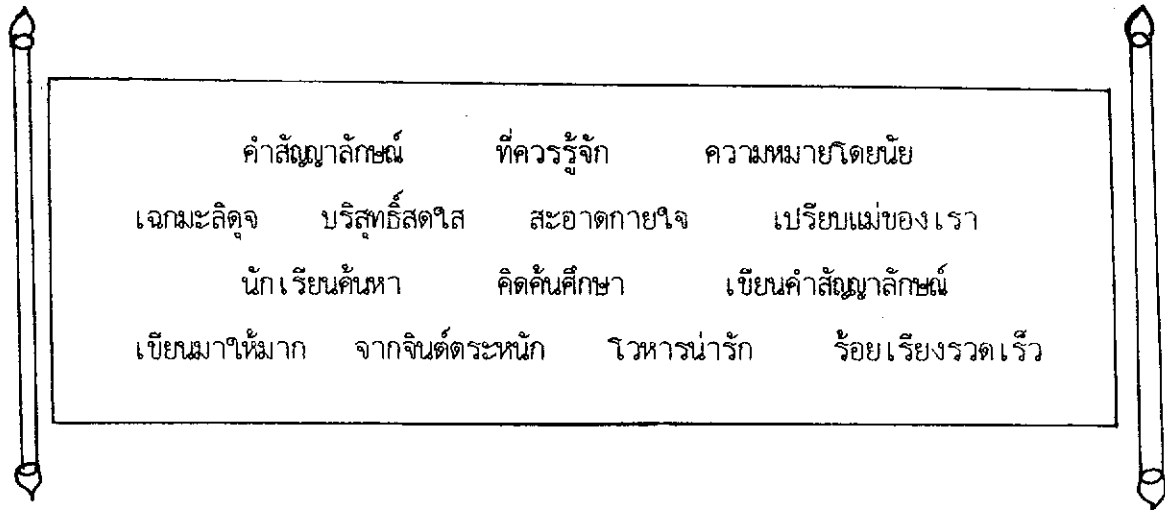 คำสัญญาลักษณ์ ที่ควรรู้จัก ความหมายโดยนัย
เฉกมะลิดุจ บริสุทธิ์สดใส สะอาดกายใจ เปรียบแม่ของเรา
นักเรียนค้นหา คิดค้นศึกษา เขียนคำสัญญาลักษณ์
เขียนมาให้มาก จากจินต์ตระหนัก โวหารน่ารัก ร้อยเรียงรวดเร็ว